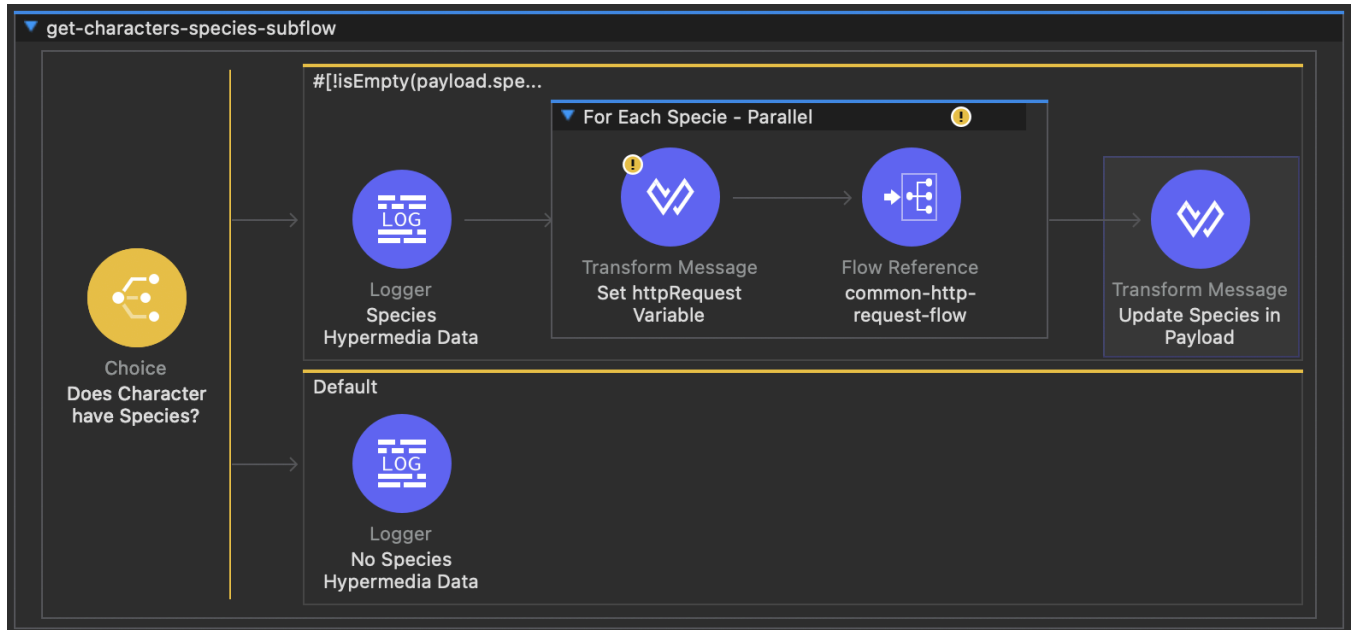 get-characters-species-subflow
#[!isEmpty(payload.spe...
For Each Specie - Parallel
!
!
LOG
Logger
Species
Hypermedia Data
Transform Message
Set httpRequest
Variable
Flow Reference
common-http-
request-flow
Transform Message
Update Species in
Payload
Choice
Does Character
have Species?
Default
LOG
Logger
No Species
Hypermedia Data